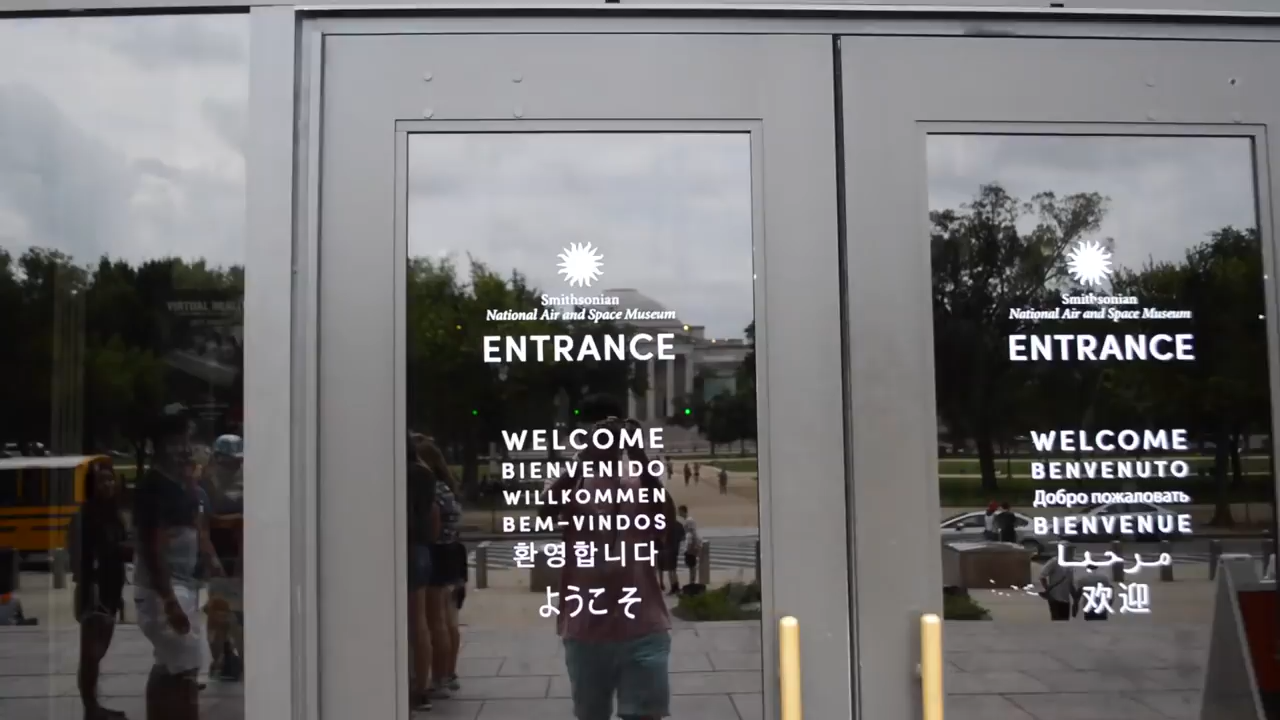 VIRTUAL
Smithsonian
National Air and Space Museum
ENTRANCE
WELCOME
BIENVENIDO
WILLKOMMEN
BEM-VINDOS
환영합니다
ようこそ
Smithsonian
National Air and Space Museum
ENTRANCE
WELCOME
BENVENUTO
Добро пожаловать
BIENVENUE
مرحبا
欢迎